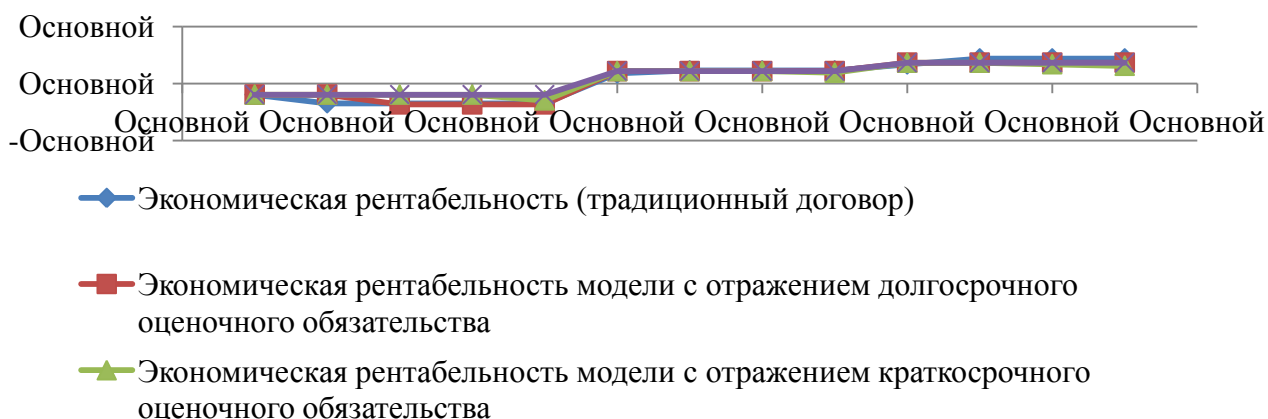 Основной
Основной
Основной Основной Основной Основной Основной Основной Основной Основной
-Основной
Экономическая рентабельность (традиционный договор)
Экономическая рентабельность модели с отражением долгосрочного
оценочного обязательства
Экономическая рентабельность модели с отражением краткосрочного
оценочного обязательства